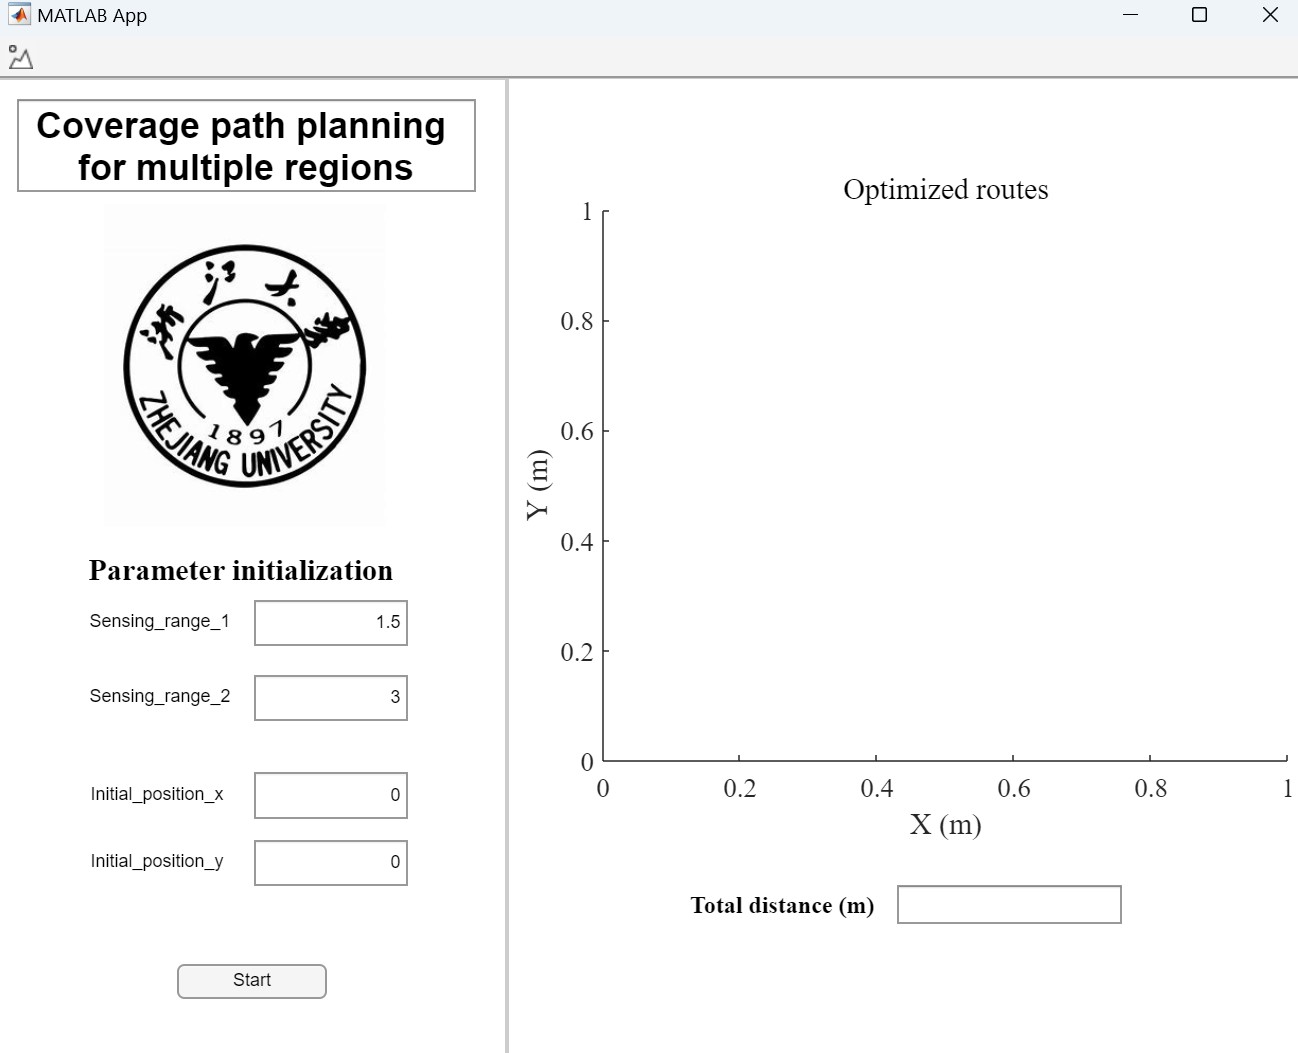 MATLAB App
Coverage path planning
for multiple regions
浙江大學
1897
ZHEJIANG UNIVERSITY
Parameter initialization
Sensing_range_1 1.5
Sensing_range_2 3
Initial_position_x 0
Initial_position_y 0
Start
Optimized routes
1
0.8
0.6
0.4
0.2
0
Y (m)
0 0.2 0.4 0.6 0.8 1
X (m)
Total distance (m)